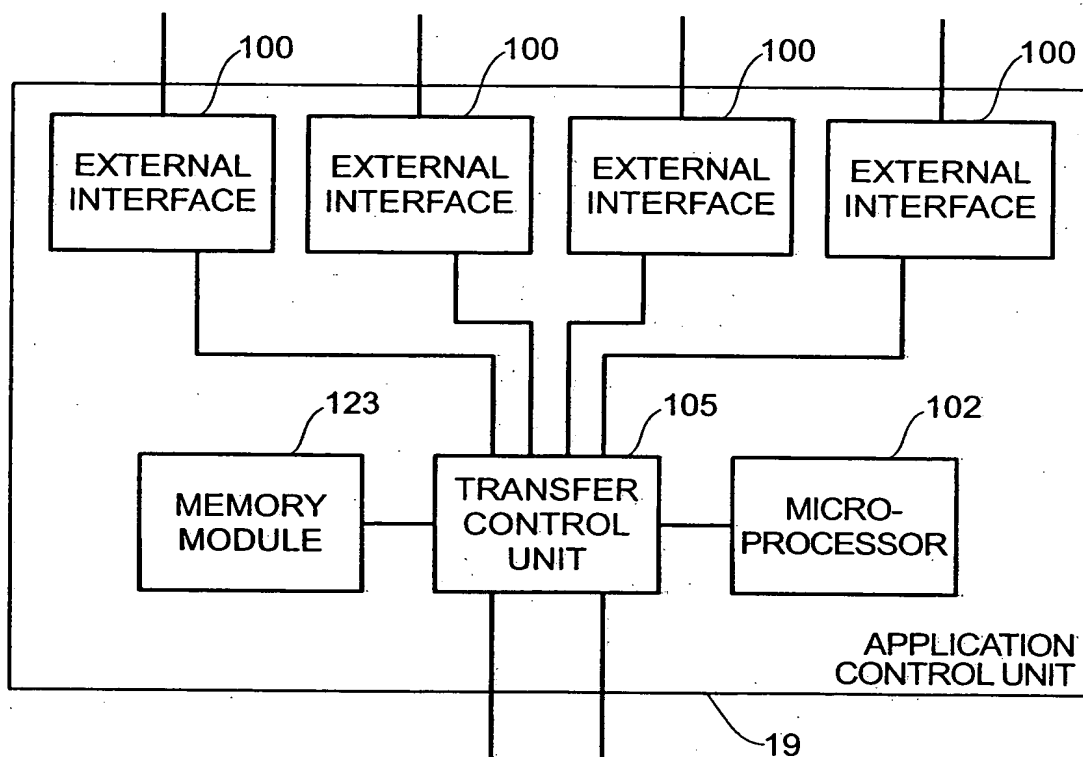 100
100
100
100
EXTERNAL
INTERFACE
EXTERNAL
INTERFACE
EXTERNAL
INTERFACE
EXTERNAL
INTERFACE
123
105
102
MEMORY
MODULE
TRANSFER
CONTROL
UNIT
MICRO-
PROCESSOR
APPLICATION
CONTROL UNIT
19